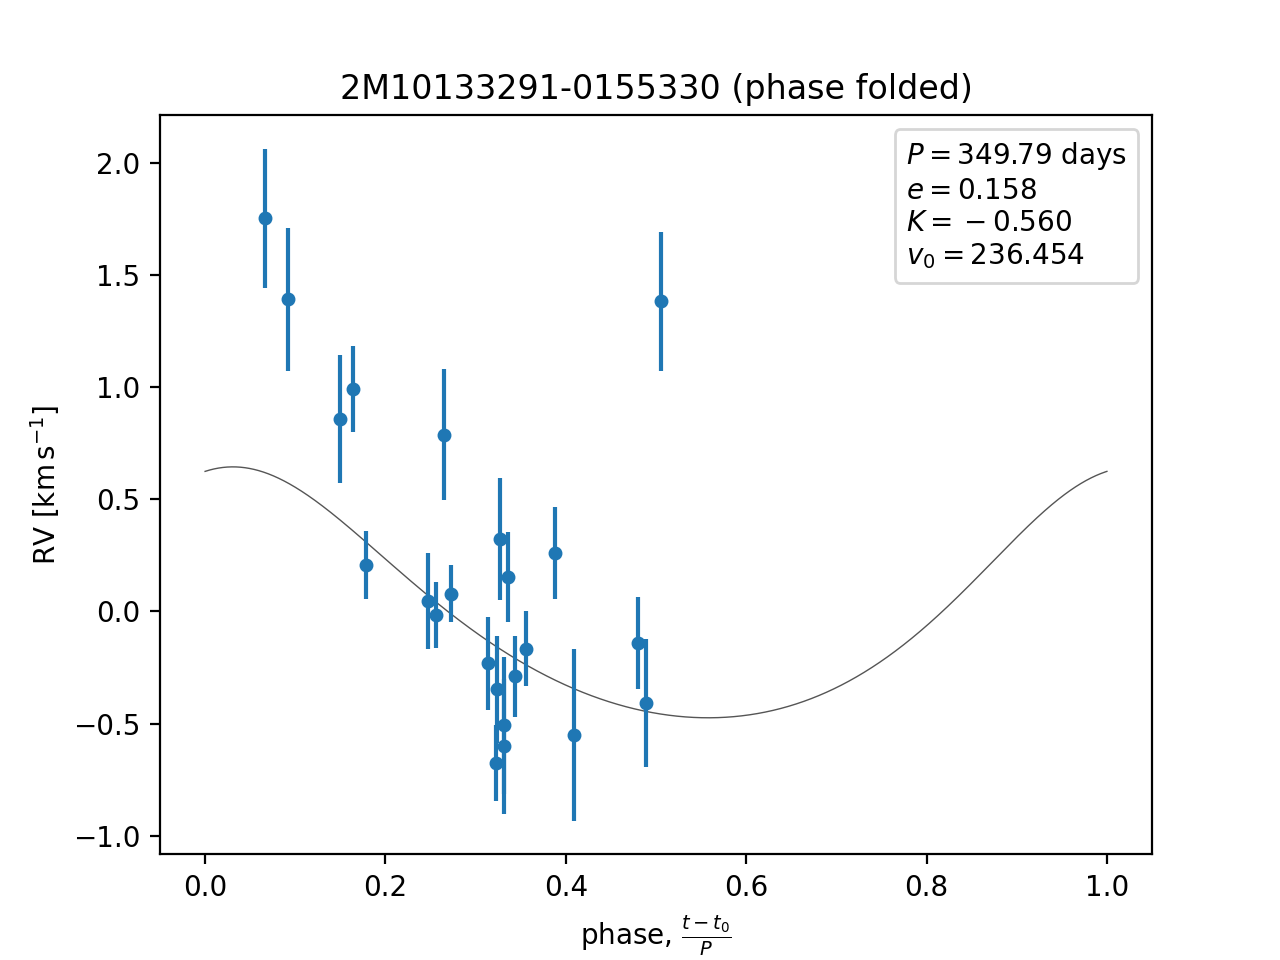 2M10133291-0155330 (phase folded)
P = 349.79 days
e = 0.158
K = −0.560
v₀ = 236.454
RV [km s⁻¹]
2.0
1.5
1.0
0.5
0.0
−0.5
−1.0
0.0 0.2 0.4 0.6 0.8 1.0
phase, (t − t₀)/P